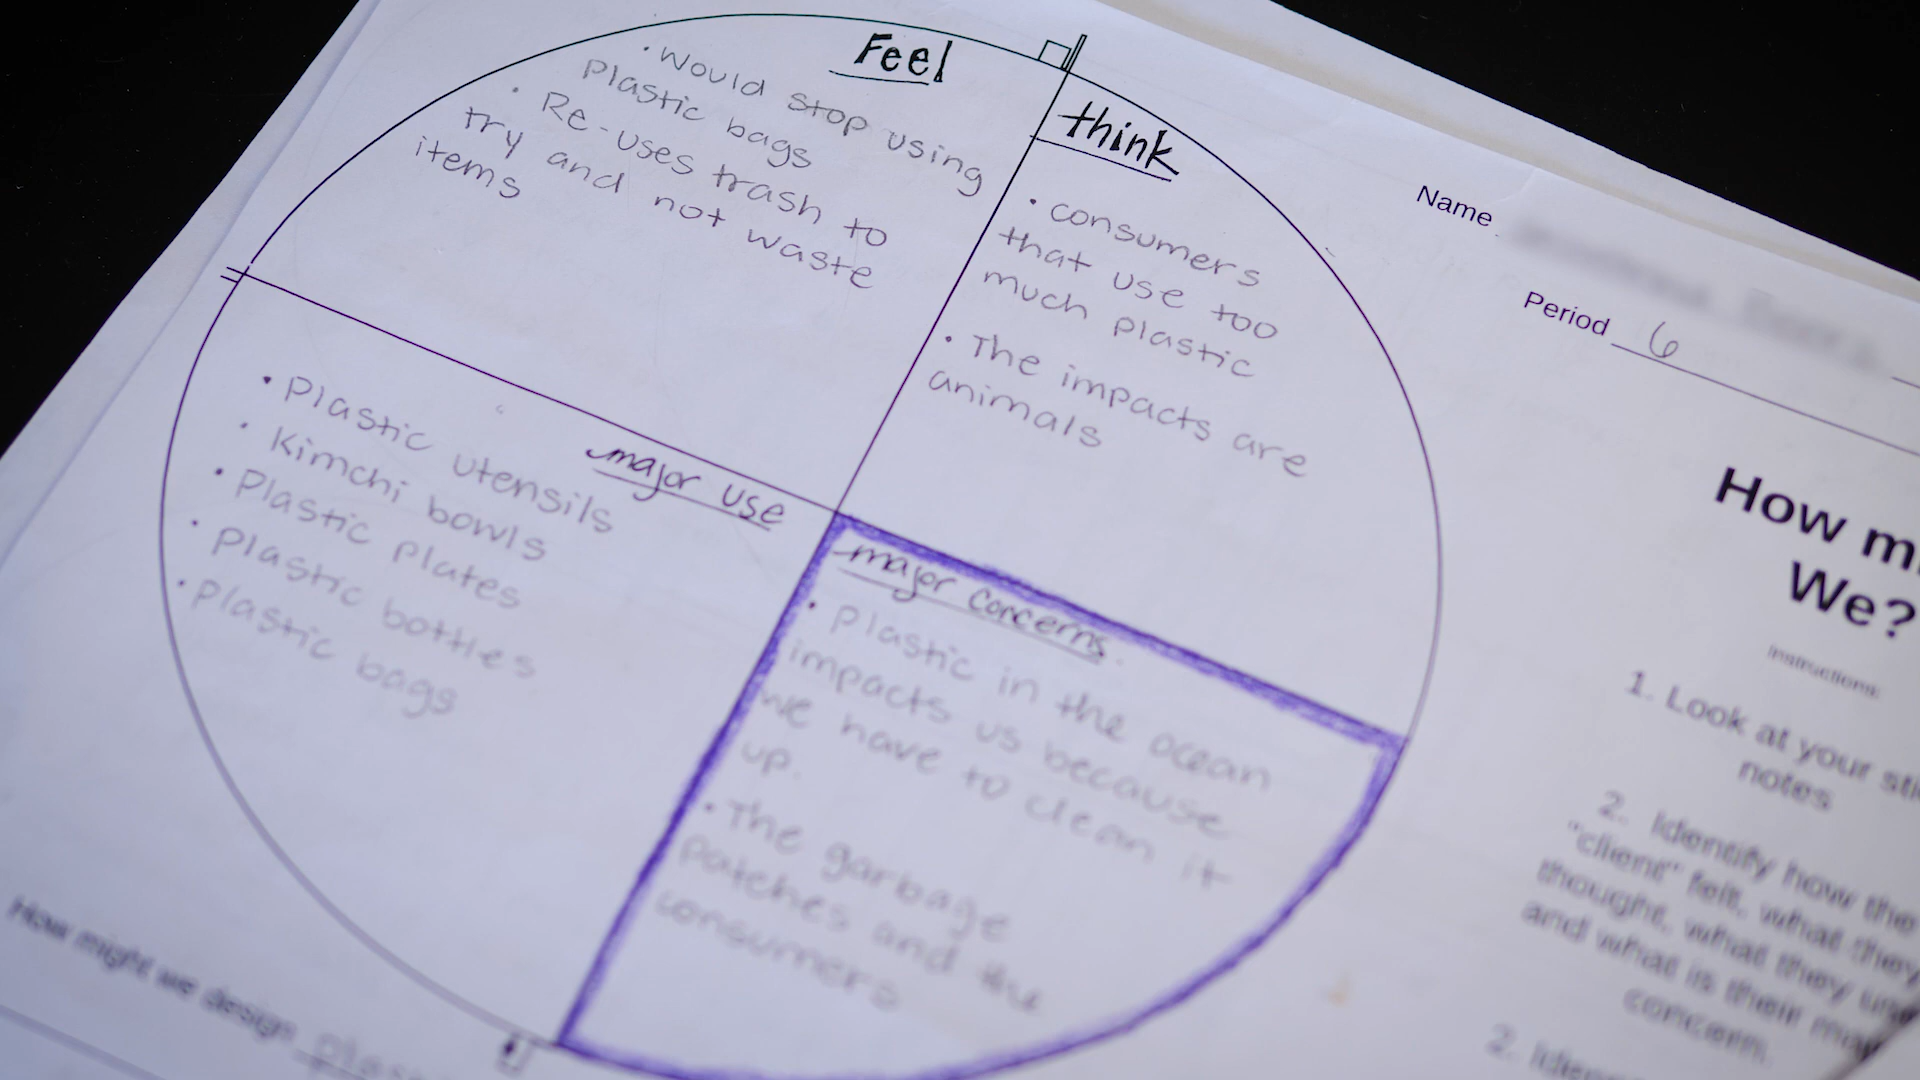 Feel
• Would stop using
plastic bags
• Re-uses trash to
try and not waste
items
think
• consumers
that use too
much plastic
• The impacts are
animals
major use
• Plastic utensils
• Kimchi bowls
• Plastic plates
• Plastic bottles
• Plastic bags
major concerns
• Plastic in the ocean
impacts us because
we have to clean it
up.
• The garbage
patches and the
consumers
How might we design
Name
Period 6
How
We?
Instructions:
1. Look at your
notes
2. Identify how the
"client" felt, what they
thought, what they
and what is their
concern.
2.